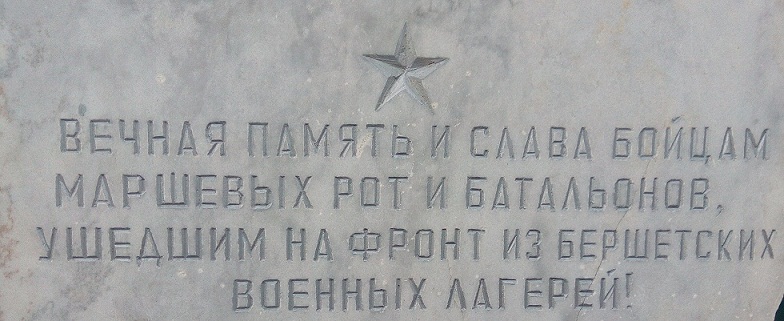 ВЕЧНАЯ ПАМЯТЬ И СЛАВА БОЙЦАМ
МАРШЕВЫХ РОТ И БАТАЛЬОНОВ,
УШЕДШИМ НА ФРОНТ ИЗ БЕРШЕТСКИХ
ВОЕННЫХ ЛАГЕРЕЙ!